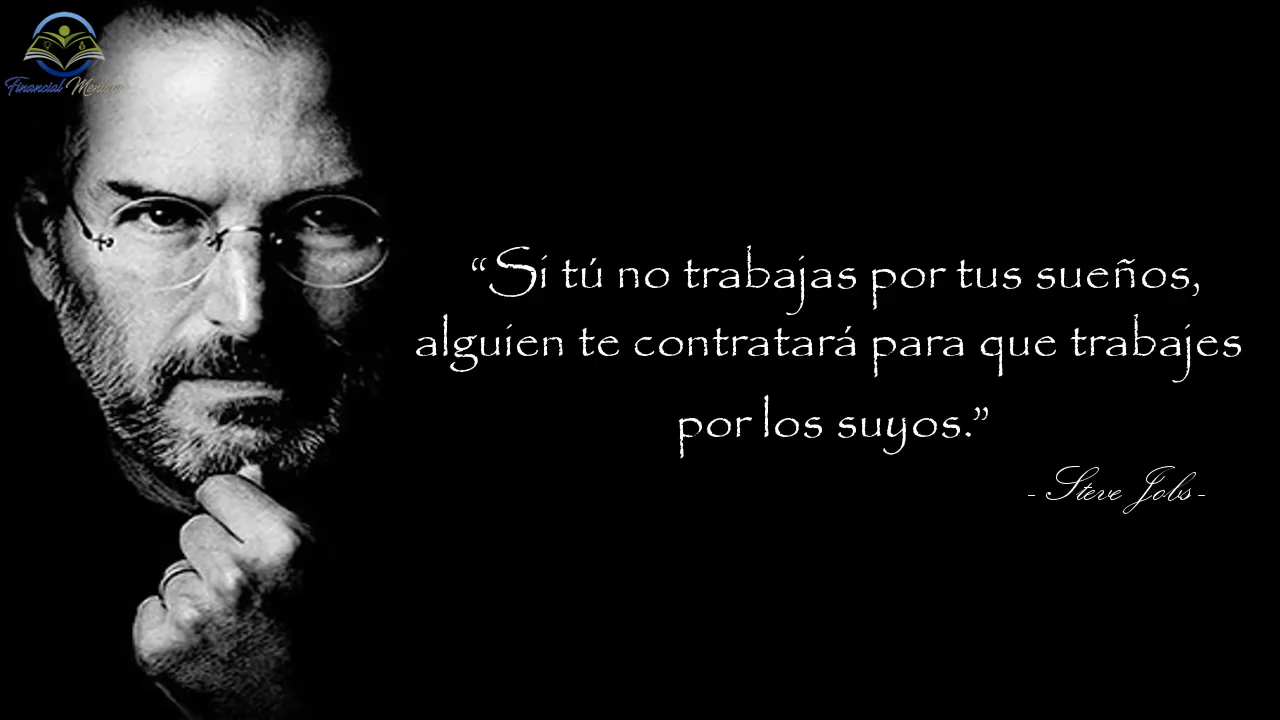 Financial
“Si tú no trabajas por tus sueños,
alguien te contratará para que trabajes
por los suyos.”
- Steve Jobs -